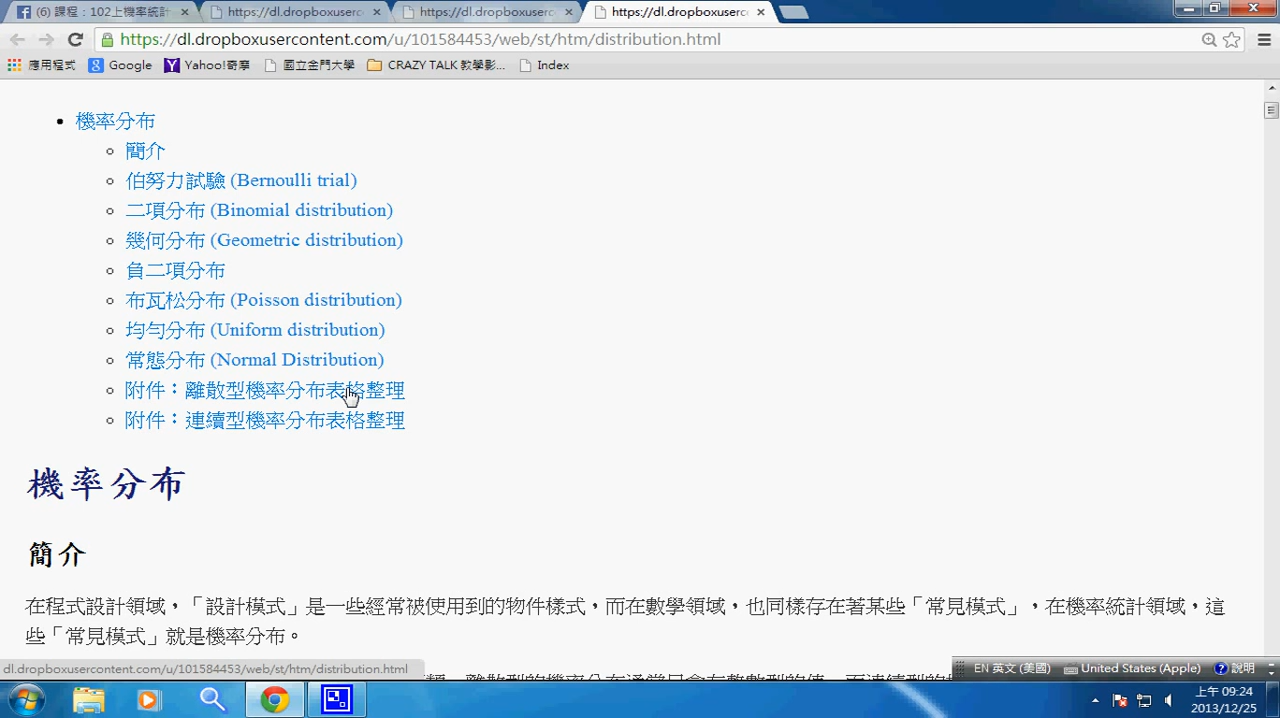 (6) 課程：102上機率統計
https://dl.dropboxuserc
https://dl.dropboxuserc
https://dl.dropboxuserc
https://dl.dropboxusercontent.com/u/101584453/web/st/htm/distribution.html
應用程式 Google Yahoo!奇摩 國立金門大學 CRAZY TALK 教學影... Index
機率分布
簡介
伯努力試驗 (Bernoulli trial)
二項分布 (Binomial distribution)
幾何分布 (Geometric distribution)
負二項分布
布瓦松分布 (Poisson distribution)
均勻分布 (Uniform distribution)
常態分布 (Normal Distribution)
附件：離散型機率分布表格整理
附件：連續型機率分布表格整理
機率分布
簡介
在程式設計領域，「設計模式」是一些經常被使用到的物件樣式，而在數學領域，也同樣存在著某些「常見模式」，在機率統計領域，這
些「常見模式」就是機率分布。
dl.dropboxusercontent.com/u/101584453/web/st/htm/distribution.html
EN 英文 (美國) United States (Apple) 說明
上午 09:24
2013/12/25